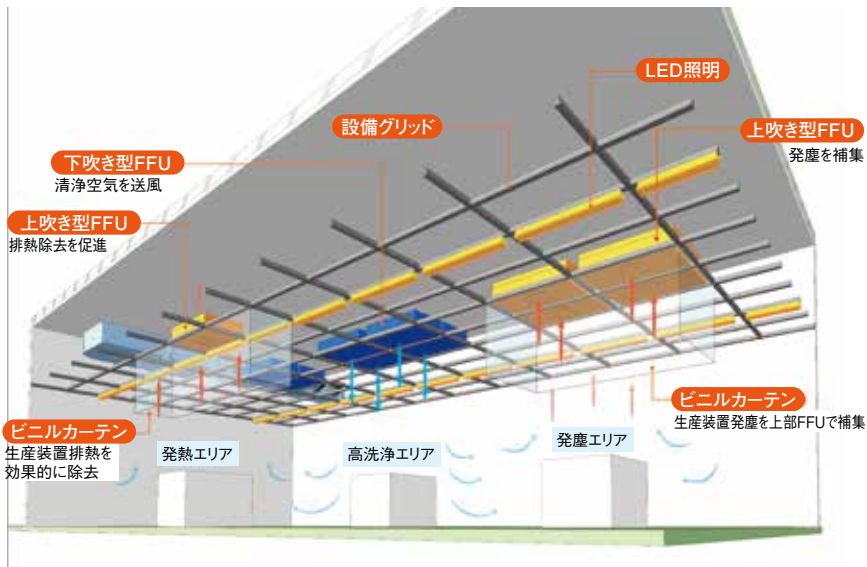 LED照明
設備グリッド
上吹き型FFU
発塵を補集
下吹き型FFU
清浄空気を送風
上吹き型FFU
排熱除去を促進
ビニルカーテン
生産装置排熱を
効果的に除去
発熱エリア
高洗浄エリア
発塵エリア
ビニルカーテン
生産装置発塵を上部FFUで補集